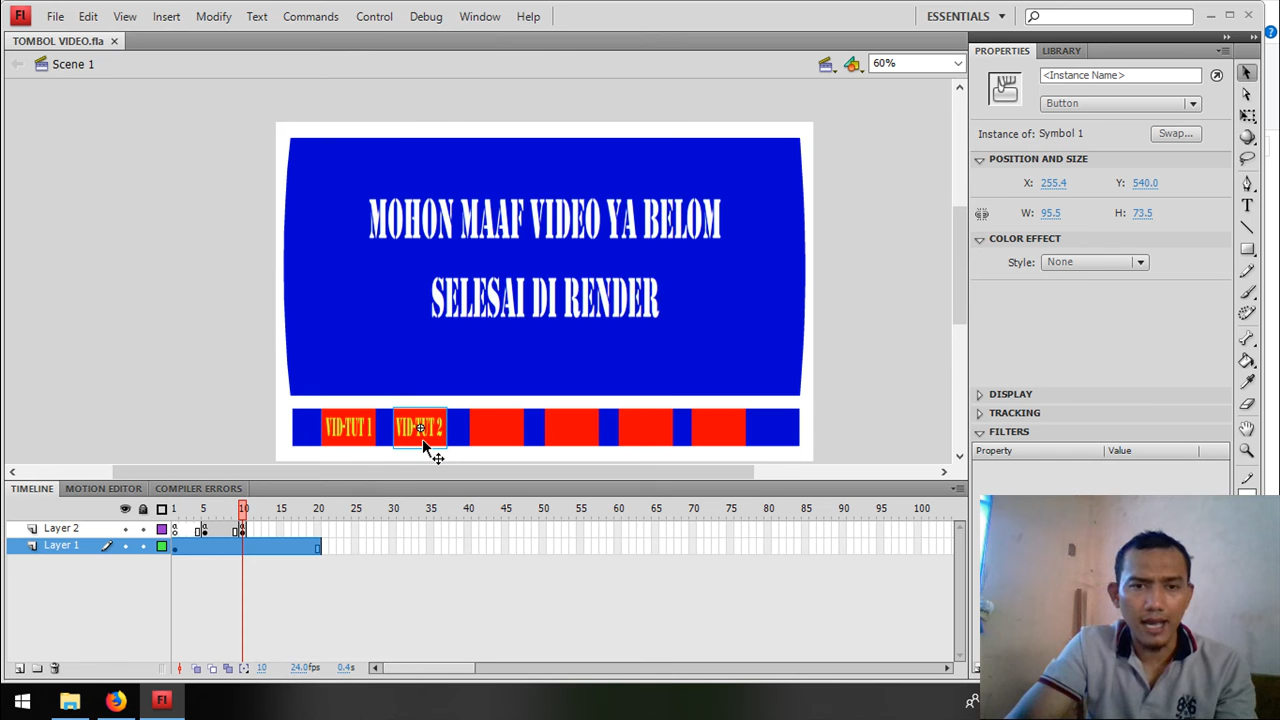 Fl
File Edit View Insert Modify Text Commands Control Debug Window Help
ESSENTIALS
TOMBOL VIDEO.fla
Scene 1
60%
MOHON MAAF VIDEO YA BELOM
SELESAI DI RENDER
VID-TUT 1
VID-TUT 2
PROPERTIES LIBRARY
<Instance Name>
Button
Instance of: Symbol 1
Swap...
POSITION AND SIZE
X: 255.4 Y: 540.0
W: 95.5 H: 73.5
COLOR EFFECT
Style: None
DISPLAY
TRACKING
FILTERS
Property Value
TIMELINE MOTION EDITOR COMPILER ERRORS
1 5 10 15 20 25 30 35 40 45 50 55 60 65 70 75 80 85 90 95 100
Layer 2
Layer 1
10 24.0fps 0.4s
Fl